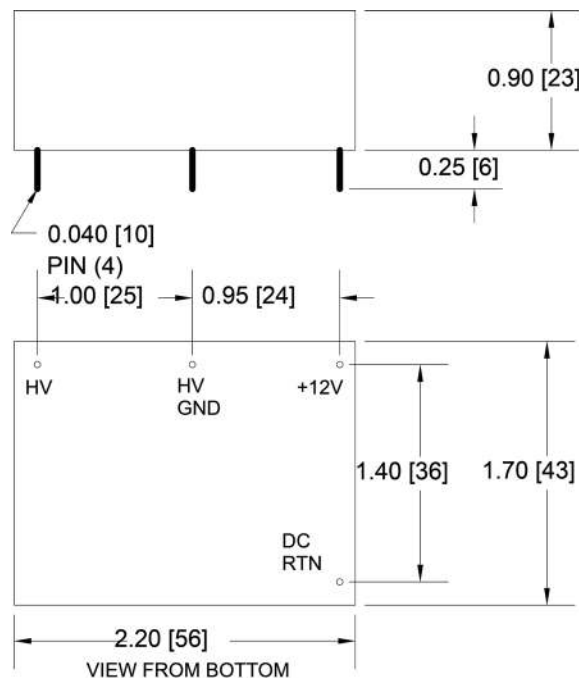 0.90 [23]
0.25 [6]
0.040 [10]
PIN (4)
1.00 [25]
0.95 [24]
HV
HV
GND
+12V
1.40 [36]
1.70 [43]
DC
RTN
2.20 [56]
VIEW FROM BOTTOM